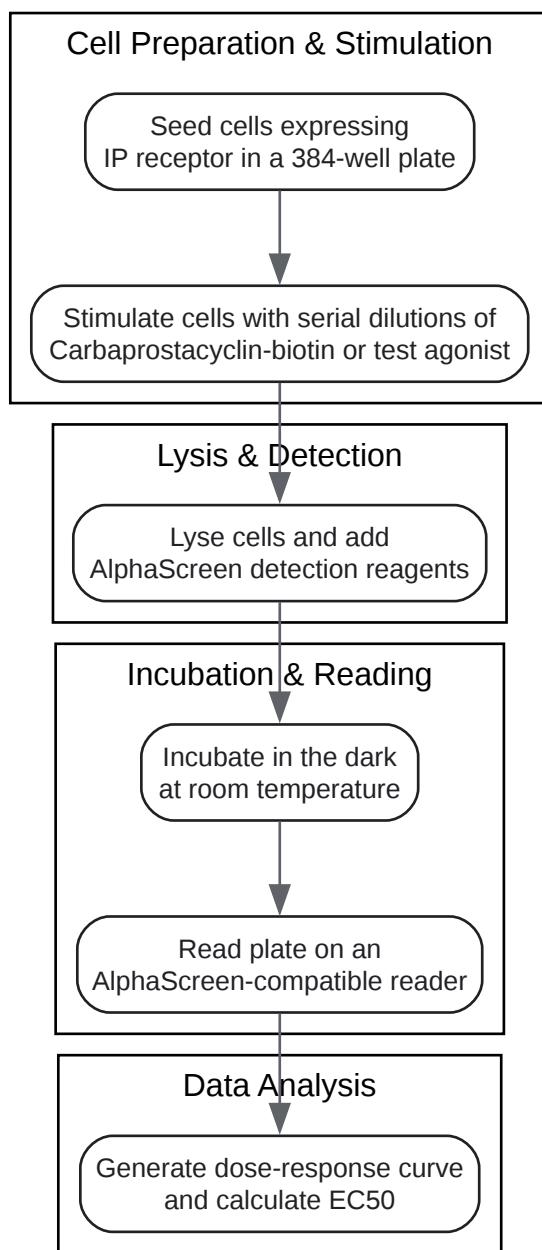 Cell Preparation & Stimulation
Seed cells expressing
IP receptor in a 384-well plate
Stimulate cells with serial dilutions of
Carbaprostacyclin-biotin or test agonist
Lysis & Detection
Lyse cells and add
AlphaScreen detection reagents
Incubation & Reading
Incubate in the dark
at room temperature
Read plate on an
AlphaScreen-compatible reader
Data Analysis
Generate dose-response curve
and calculate EC50